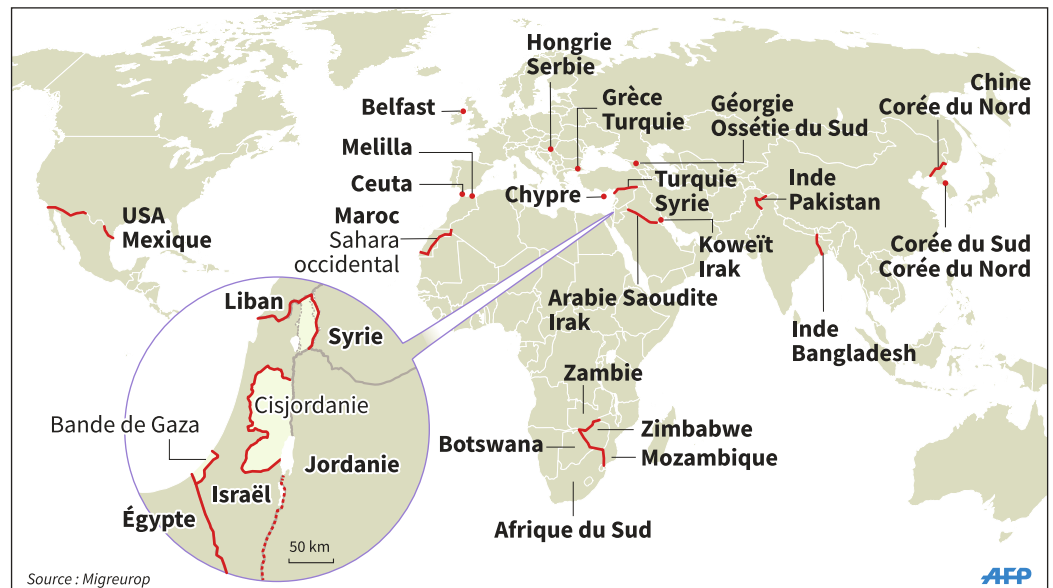 Hongrie
Serbie
Chine
Corée du Nord
Belfast
Grèce
Turquie
Géorgie
Ossétie du Sud
Melilla
Ceuta
Chypre
Turquie
Syrie
Inde
Pakistan
USA
Mexique
Maroc
Sahara
occidental
Koweït
Irak
Corée du Sud
Corée du Nord
Arabie Saoudite
Irak
Inde
Bangladesh
Liban
Syrie
Zambie
Cisjordanie
Bande de Gaza
Botswana
Zimbabwe
Mozambique
Jordanie
Israël
Égypte
Afrique du Sud
50 km
Source : Migreurop
AFP